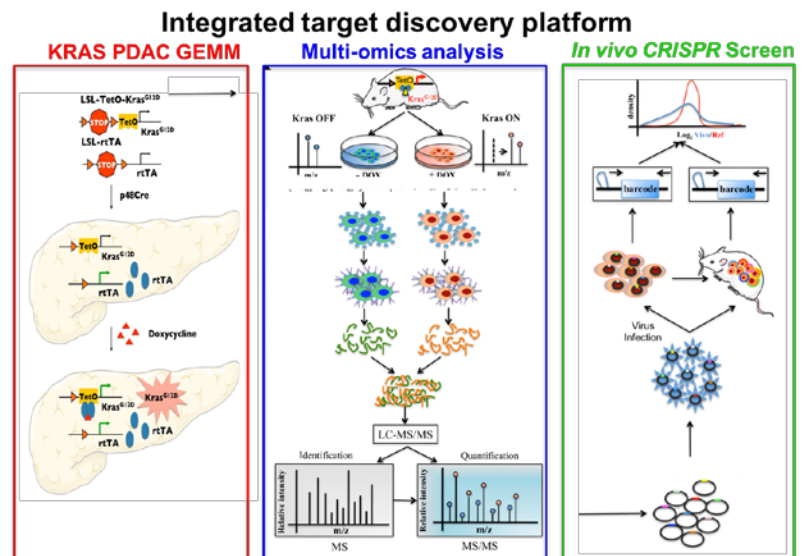 Integrated target discovery platform
KRAS PDAC GEMM
LSL-TetO-Kras^G12D
STOP
TetO
Kras^G12D
LSL-rtTA
STOP
rtTA
p48Cre
TetO
Kras^G12D
rtTA
rtTA
Doxycycline
TetO
Kras^G12D
Kras^G12D
rtTA
rtTA
Multi-omics analysis
TetO
Kras^G12D
Kras OFF
Kras ON
m/z
- DOX
+ DOX
m/z
LC-MS/MS
Identification
Quantification
Relative intensity
m/z
Relative intensity
m/z
MS
MS/MS
In vivo CRISPR Screen
density
Log2 Vivo/Ref
barcode
barcode
Virus
Infection